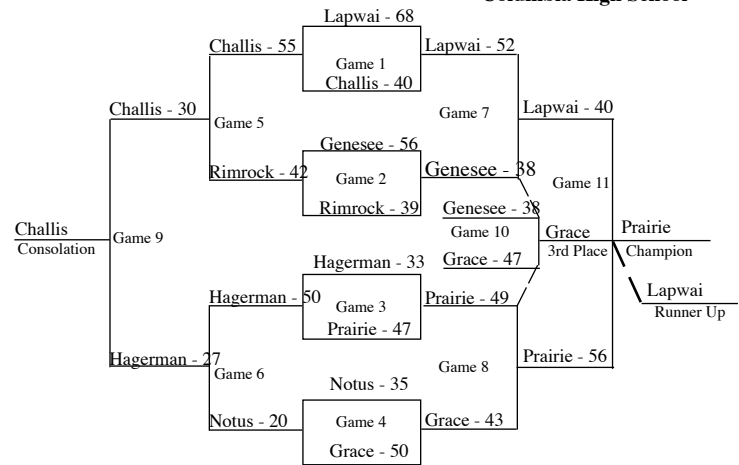 Columbia High School
Lapwai - 68
Challis - 55
Lapwai - 52
Game 1
Challis - 40
Challis - 30
Game 5
Game 7
Lapwai - 40
Genesee - 56
Rimrock - 42
Game 2
Genesee - 38
Game 11
Rimrock - 39
Genesee - 38
Challis
Consolation
Game 9
Game 10
Grace
3rd Place
Prairie
Champion
Hagerman - 33
Grace - 47
Lapwai
Runner Up
Hagerman - 50
Game 3
Prairie - 49
Prairie - 47
Hagerman - 27
Game 6
Game 8
Prairie - 56
Notus - 35
Notus - 20
Game 4
Grace - 43
Grace - 50